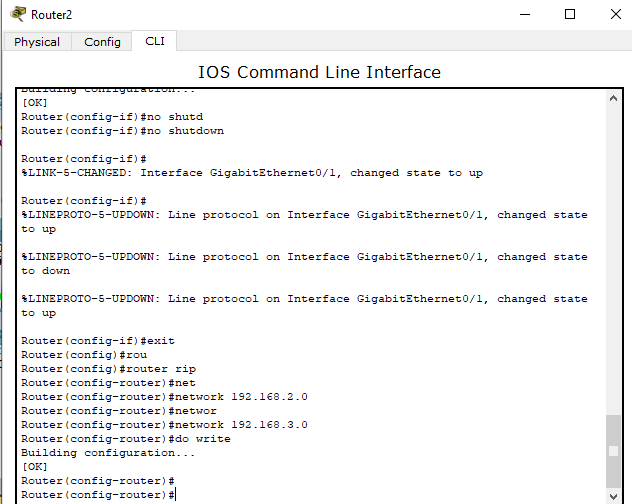 Router2
Physical Config CLI
IOS Command Line Interface
Building configuration...
[OK]
Router(config-if)#no shutd
Router(config-if)#no shutdown
Router(config-if)#
%LINK-5-CHANGED: Interface GigabitEthernet0/1, changed state to up
Router(config-if)#
%LINEPROTO-5-UPDOWN: Line protocol on Interface GigabitEthernet0/1, changed state
to up
%LINEPROTO-5-UPDOWN: Line protocol on Interface GigabitEthernet0/1, changed state
to down
%LINEPROTO-5-UPDOWN: Line protocol on Interface GigabitEthernet0/1, changed state
to up
Router(config-if)#exit
Router(config)#rou
Router(config)#router rip
Router(config-router)#net
Router(config-router)#network 192.168.2.0
Router(config-router)#networ
Router(config-router)#network 192.168.3.0
Router(config-router)#do write
Building configuration...
[OK]
Router(config-router)#
Router(config-router)#